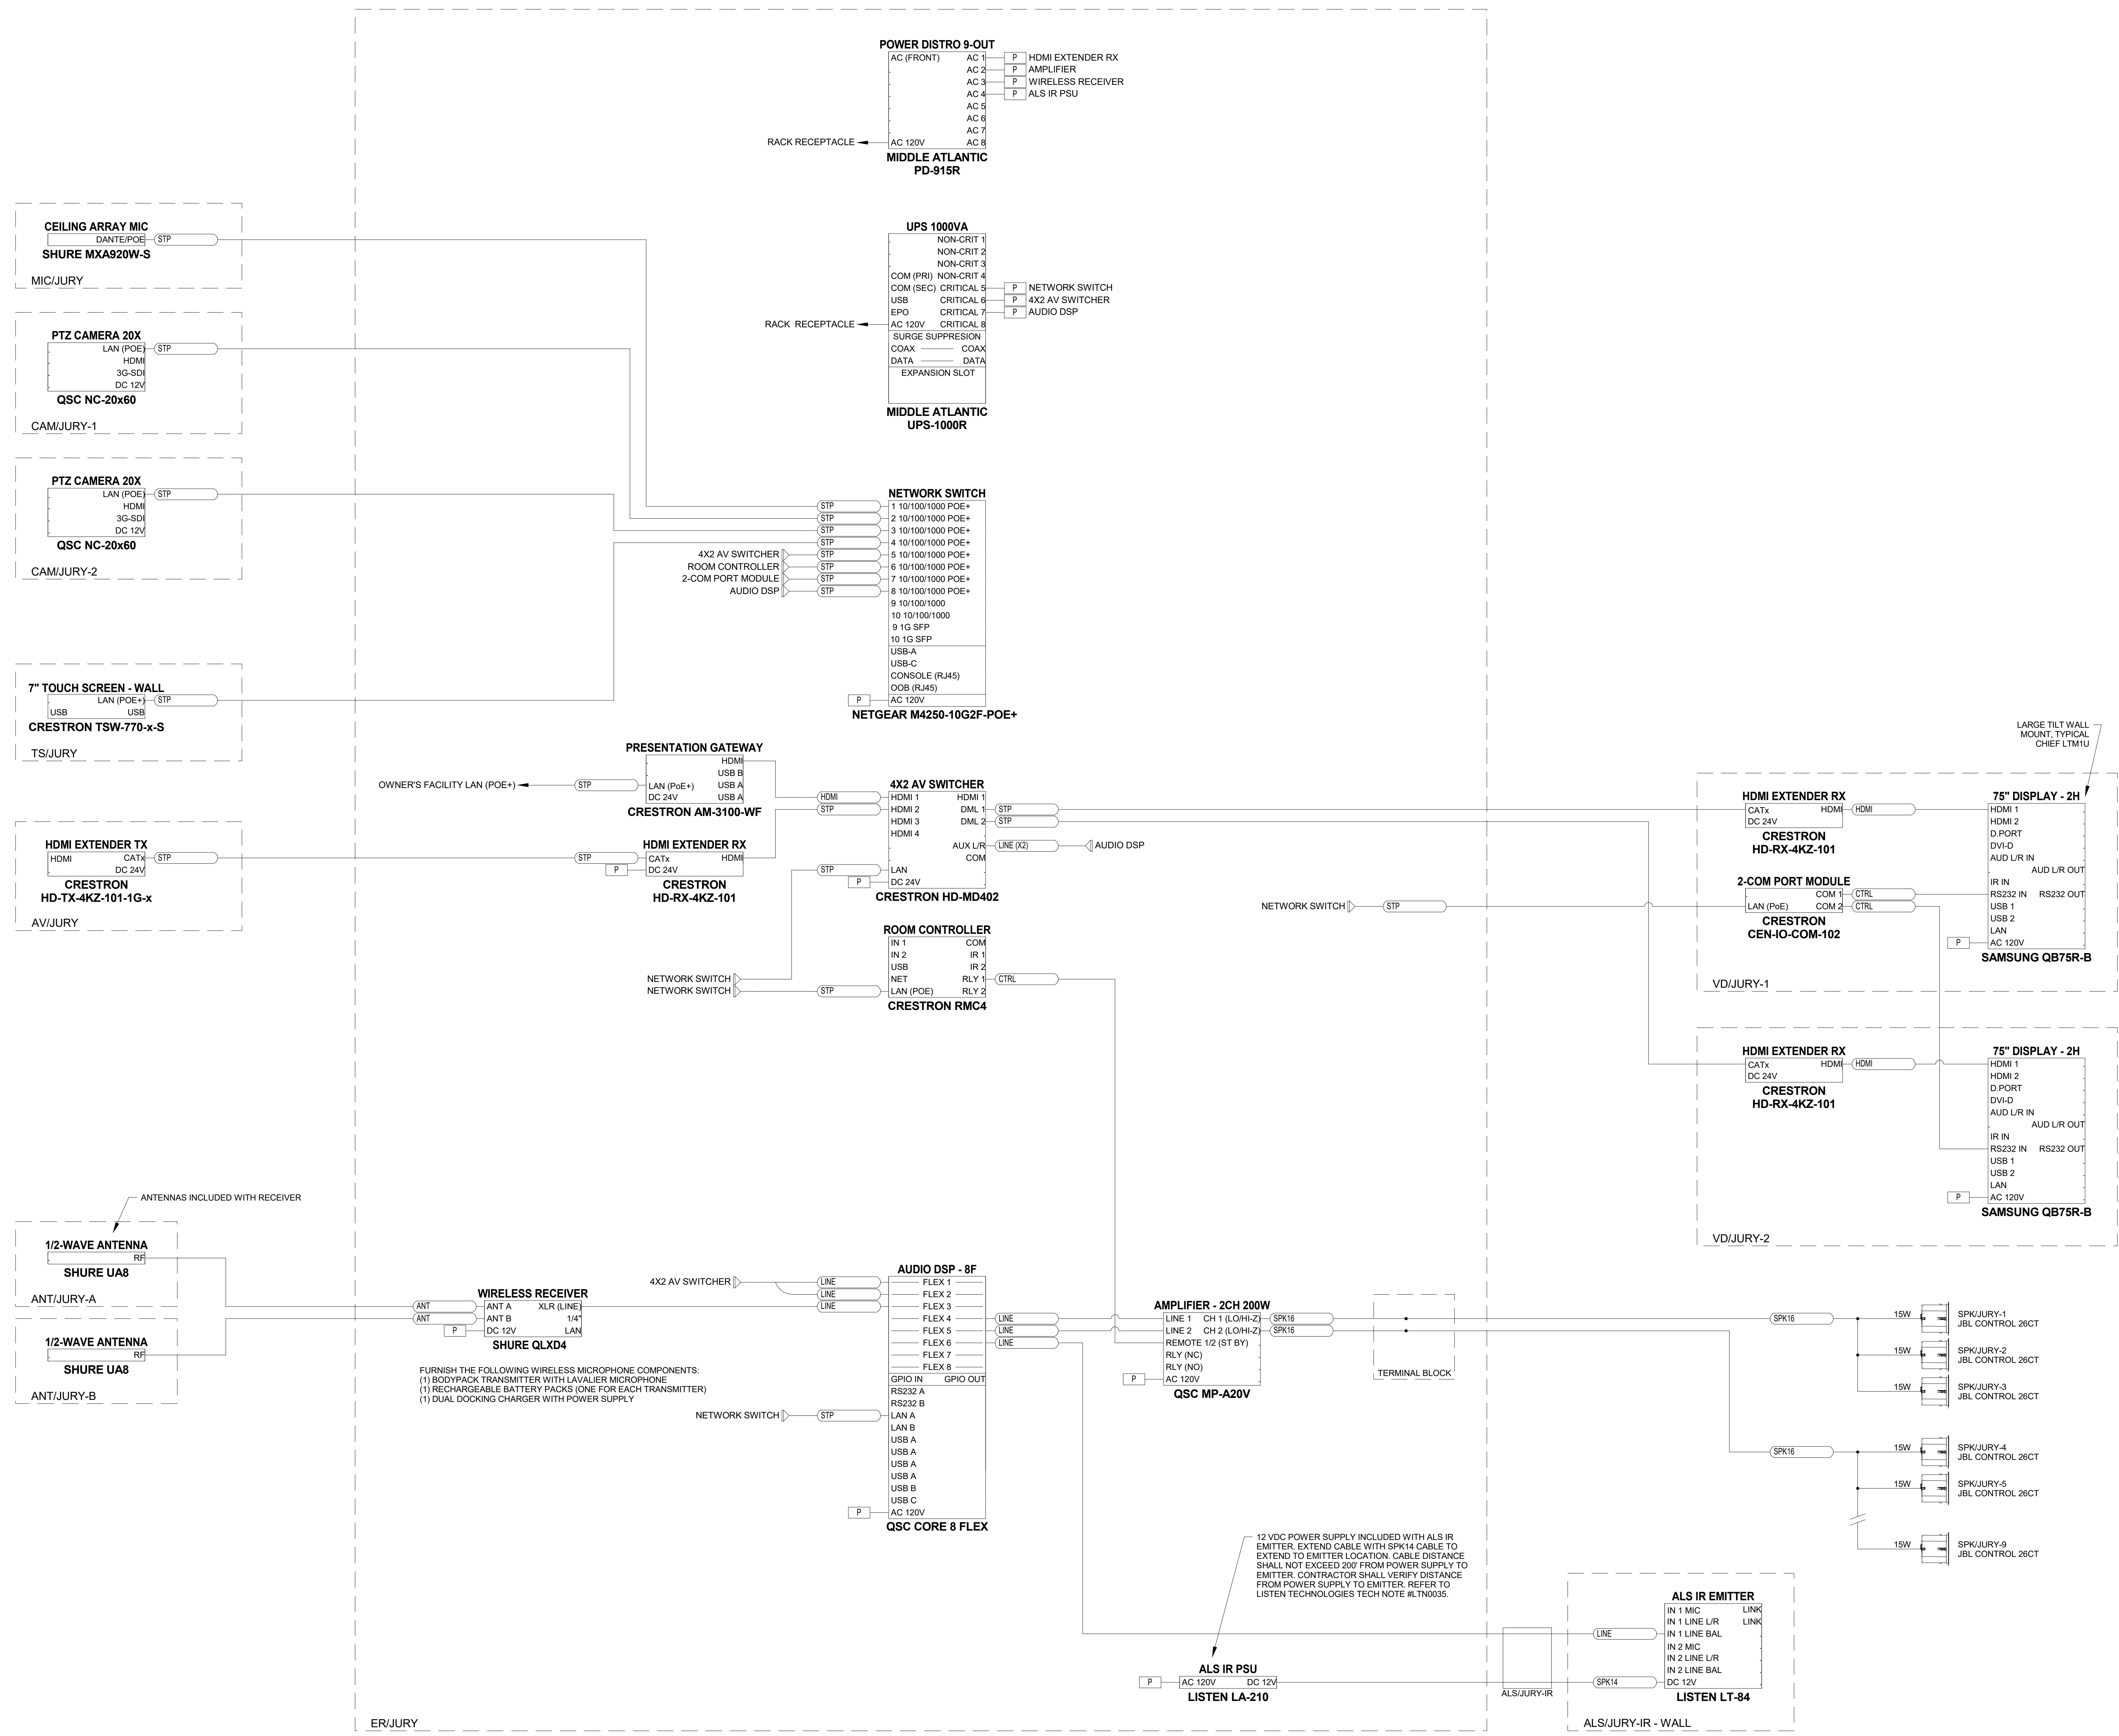 POWER DISTRO 9-OUT
AC (FRONT) AC 1 P HDMI EXTENDER RX
AC 2 P AMPLIFIER
AC 3 P WIRELESS RECEIVER
AC 4 P ALS IR PSU
AC 5
AC 6
AC 7
RACK RECEPTACLE AC 120V AC 8
MIDDLE ATLANTIC
PD-915R
CEILING ARRAY MIC
DANTE/POE STP
SHURE MXA920W-S
MIC/JURY
UPS 1000VA
NON-CRIT 1
NON-CRIT 2
NON-CRIT 3
COM (PRI) NON-CRIT 4
COM (SEC) CRITICAL 5 P NETWORK SWITCH
USB CRITICAL 6 P 4X2 AV SWITCHER
EPO CRITICAL 7 P AUDIO DSP
RACK RECEPTACLE AC 120V CRITICAL 8
SURGE SUPPRESION
COAX COAX
DATA DATA
EXPANSION SLOT
MIDDLE ATLANTIC
UPS-1000R
PTZ CAMERA 20X
LAN (POE) STP
HDMI
3G-SDI
DC 12V
QSC NC-20x60
CAM/JURY-1
PTZ CAMERA 20X
LAN (POE) STP
HDMI
3G-SDI
DC 12V
QSC NC-20x60
CAM/JURY-2
NETWORK SWITCH
STP 1 10/100/1000 POE+
STP 2 10/100/1000 POE+
STP 3 10/100/1000 POE+
STP 4 10/100/1000 POE+
4X2 AV SWITCHER STP 5 10/100/1000 POE+
ROOM CONTROLLER STP 6 10/100/1000 POE+
2-COM PORT MODULE STP 7 10/100/1000 POE+
AUDIO DSP STP 8 10/100/1000 POE+
9 10/100/1000
10 10/100/1000
9 1G SFP
10 1G SFP
USB-A
USB-C
CONSOLE (RJ45)
OOB (RJ45)
P AC 120V
NETGEAR M4250-10G2F-POE+
7" TOUCH SCREEN - WALL
LAN (POE+) STP
USB USB
CRESTRON TSW-770-x-S
TS/JURY
PRESENTATION GATEWAY
HDMI
USB B
OWNER'S FACILITY LAN (POE+) STP LAN (PoE+) USB A
DC 24V USB A
CRESTRON AM-3100-WF
HDMI EXTENDER TX
HDMI CATx STP
DC 24V
CRESTRON
HD-TX-4KZ-101-1G-x
AV/JURY
HDMI EXTENDER RX
STP CATx HDMI
P DC 24V
CRESTRON
HD-RX-4KZ-101
4X2 AV SWITCHER
HDMI HDMI 1 HDMI 1
STP HDMI 2 DML 1 STP
HDMI 3 DML 2 STP
HDMI 4
AUX L/R LINE (X2) AUDIO DSP
COM
STP LAN
P DC 24V
CRESTRON HD-MD402
ROOM CONTROLLER
IN 1 COM
IN 2 IR 1
USB IR 2
NETWORK SWITCH NET RLY 1 CTRL
NETWORK SWITCH STP LAN (POE) RLY 2
CRESTRON RMC4
NETWORK SWITCH STP
LARGE TILT WALL
MOUNT, TYPICAL
CHIEF LTM1U
HDMI EXTENDER RX
CATx HDMI HDMI
DC 24V
CRESTRON
HD-RX-4KZ-101
2-COM PORT MODULE
COM 1 CTRL
LAN (PoE) COM 2 CTRL
CRESTRON
CEN-IO-COM-102
75" DISPLAY - 2H
HDMI 1
HDMI 2
D.PORT
DVI-D
AUD L/R IN
AUD L/R OUT
IR IN
RS232 IN RS232 OUT
USB 1
USB 2
LAN
P AC 120V
SAMSUNG QB75R-B
VD/JURY-1
HDMI EXTENDER RX
CATx HDMI HDMI
DC 24V
CRESTRON
HD-RX-4KZ-101
75" DISPLAY - 2H
HDMI 1
HDMI 2
D.PORT
DVI-D
AUD L/R IN
AUD L/R OUT
IR IN
RS232 IN RS232 OUT
USB 1
USB 2
LAN
P AC 120V
SAMSUNG QB75R-B
VD/JURY-2
ANTENNAS INCLUDED WITH RECEIVER
1/2-WAVE ANTENNA
RF
SHURE UA8
ANT/JURY-A
1/2-WAVE ANTENNA
RF
SHURE UA8
ANT/JURY-B
WIRELESS RECEIVER
ANT ANT A XLR (LINE)
ANT ANT B 1/4"
P DC 12V LAN
SHURE QLXD4
FURNISH THE FOLLOWING WIRELESS MICROPHONE COMPONENTS:
(1) BODYPACK TRANSMITTER WITH LAVALIER MICROPHONE
(1) RECHARGEABLE BATTERY PACKS (ONE FOR EACH TRANSMITTER)
(1) DUAL DOCKING CHARGER WITH POWER SUPPLY
AUDIO DSP - 8F
4X2 AV SWITCHER LINE FLEX 1
LINE FLEX 2
LINE FLEX 3
FLEX 4 LINE
FLEX 5 LINE
FLEX 6 LINE
FLEX 7
FLEX 8
GPIO IN GPIO OUT
RS232 A
RS232 B
NETWORK SWITCH STP LAN A
LAN B
USB A
USB A
USB A
USB A
USB B
USB C
P AC 120V
QSC CORE 8 FLEX
AMPLIFIER - 2CH 200W
LINE 1 CH 1 (LO/HI-Z) SPK16
LINE 2 CH 2 (LO/HI-Z) SPK16
REMOTE 1/2 (ST BY)
RLY (NC)
RLY (NO)
P AC 120V
QSC MP-A20V
TERMINAL BLOCK
SPK16 15W SPK/JURY-1
JBL CONTROL 26CT
15W SPK/JURY-2
JBL CONTROL 26CT
15W SPK/JURY-3
JBL CONTROL 26CT
SPK16 15W SPK/JURY-4
JBL CONTROL 26CT
15W SPK/JURY-5
JBL CONTROL 26CT
15W SPK/JURY-9
JBL CONTROL 26CT
12 VDC POWER SUPPLY INCLUDED WITH ALS IR
EMITTER. EXTEND CABLE WITH SPK14 CABLE TO
EXTEND TO EMITTER LOCATION. CABLE DISTANCE
SHALL NOT EXCEED 200' FROM POWER SUPPLY TO
EMITTER. CONTRACTOR SHALL VERIFY DISTANCE
FROM POWER SUPPLY TO EMITTER. REFER TO
LISTEN TECHNOLOGIES TECH NOTE #LTN0035.
ALS IR PSU
P AC 120V DC 12V
LISTEN LA-210
ALS/JURY-IR
ALS IR EMITTER
IN 1 MIC LINK
IN 1 LINE L/R LINK
LINE IN 1 LINE BAL
IN 2 MIC
IN 2 LINE L/R
IN 2 LINE BAL
SPK14 DC 12V
LISTEN LT-84
ER/JURY
ALS/JURY-IR - WALL